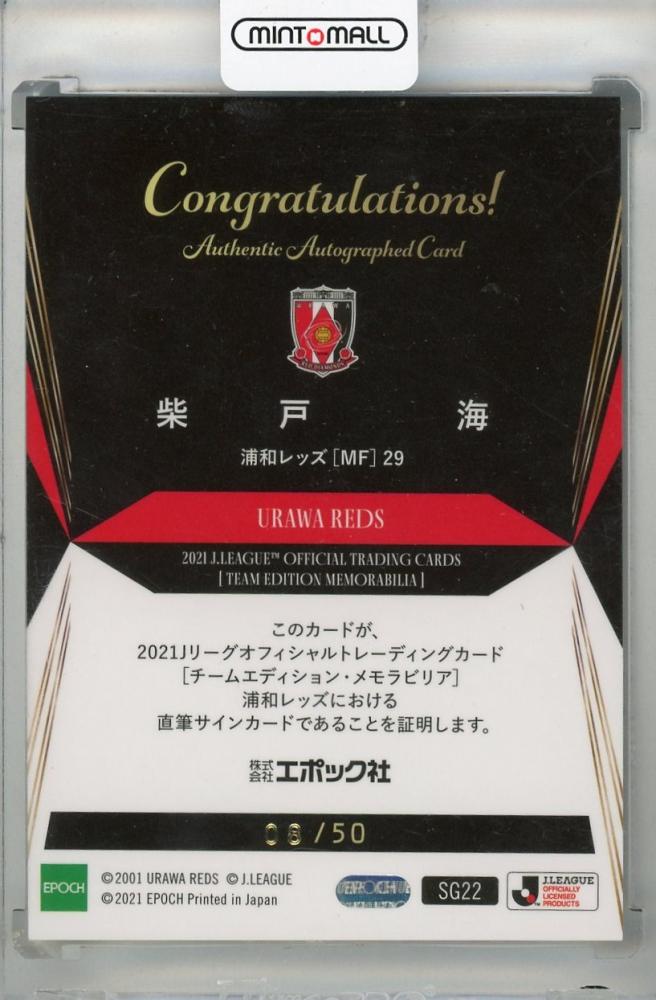 MINT MALL
Congratulations!
Authentic Autographed Card
URAWA
RED DIAMONDS
柴 戸 海
浦和レッズ [MF] 29
URAWA REDS
2021 J.LEAGUE™ OFFICIAL TRADING CARDS
[ TEAM EDITION MEMORABILIA ]
このカードが、
2021Jリーグオフィシャルトレーディングカード
[チームエディション・メモラビリア]
浦和レッズにおける
直筆サインカードであることを証明します。
株式会社エポック社
08/50
EPOCH
©2001 URAWA REDS ©J.LEAGUE
©2021 EPOCH Printed in Japan
EPOCH
SG22
J.LEAGUE
OFFICIALLY
LICENSED
PRODUCTS